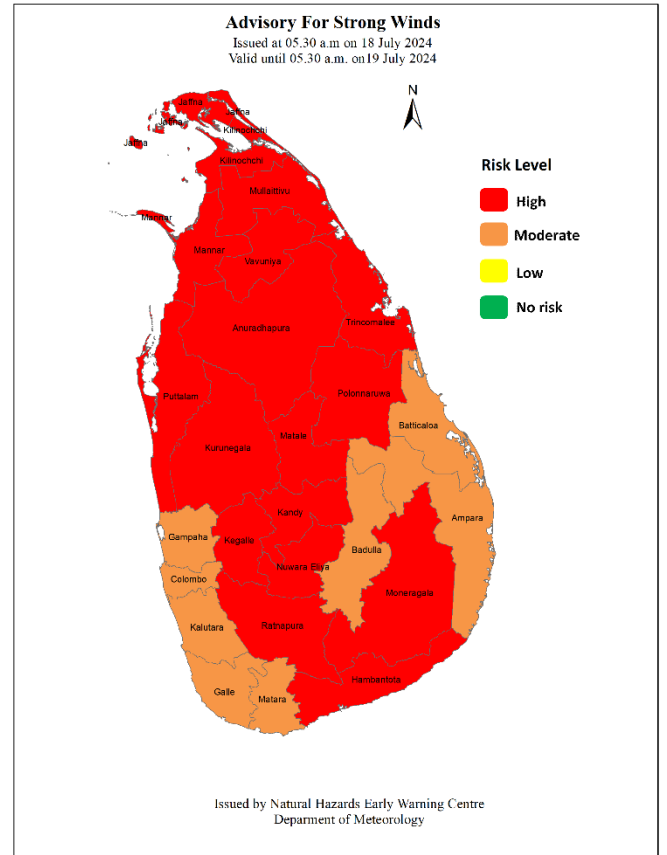 Advisory For Strong Winds
Issued at 05.30 a.m on 18 July 2024
Valid until 05.30 a.m. on19 July 2024
N
Jaffna
Jaffna
Jaffna
Jaffna
Kilinochchi
Kilinochchi
Mullaittivu
Risk Level
High
Moderate
Low
No risk
Mannar
Mannar
Vavuniya
Anuradhapura
Trincomalee
Puttalam
Polonnaruwa
Batticaloa
Kurunegala
Matale
Kandy
Ampara
Gampaha
Kegalle
Badulla
Nuwara Eliya
Colombo
Moneragala
Kalutara
Ratnapura
Hambantota
Galle
Matara
Issued by Natural Hazards Early Warning Centre
Deparment of Meteorology